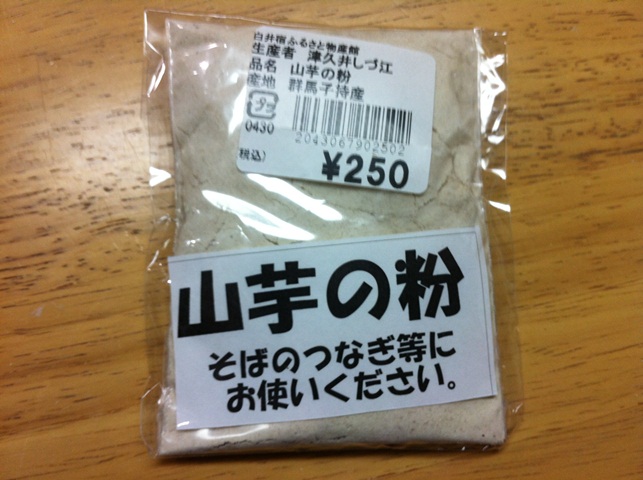 白井宿ふるさと物産館
生産者 津久井しづ江
品名 山芋の粉
産地 群馬子持産
プラ
0430
2043067902502
(税込) ¥250
山芋の粉
そばのつなぎ等に
お使いください。